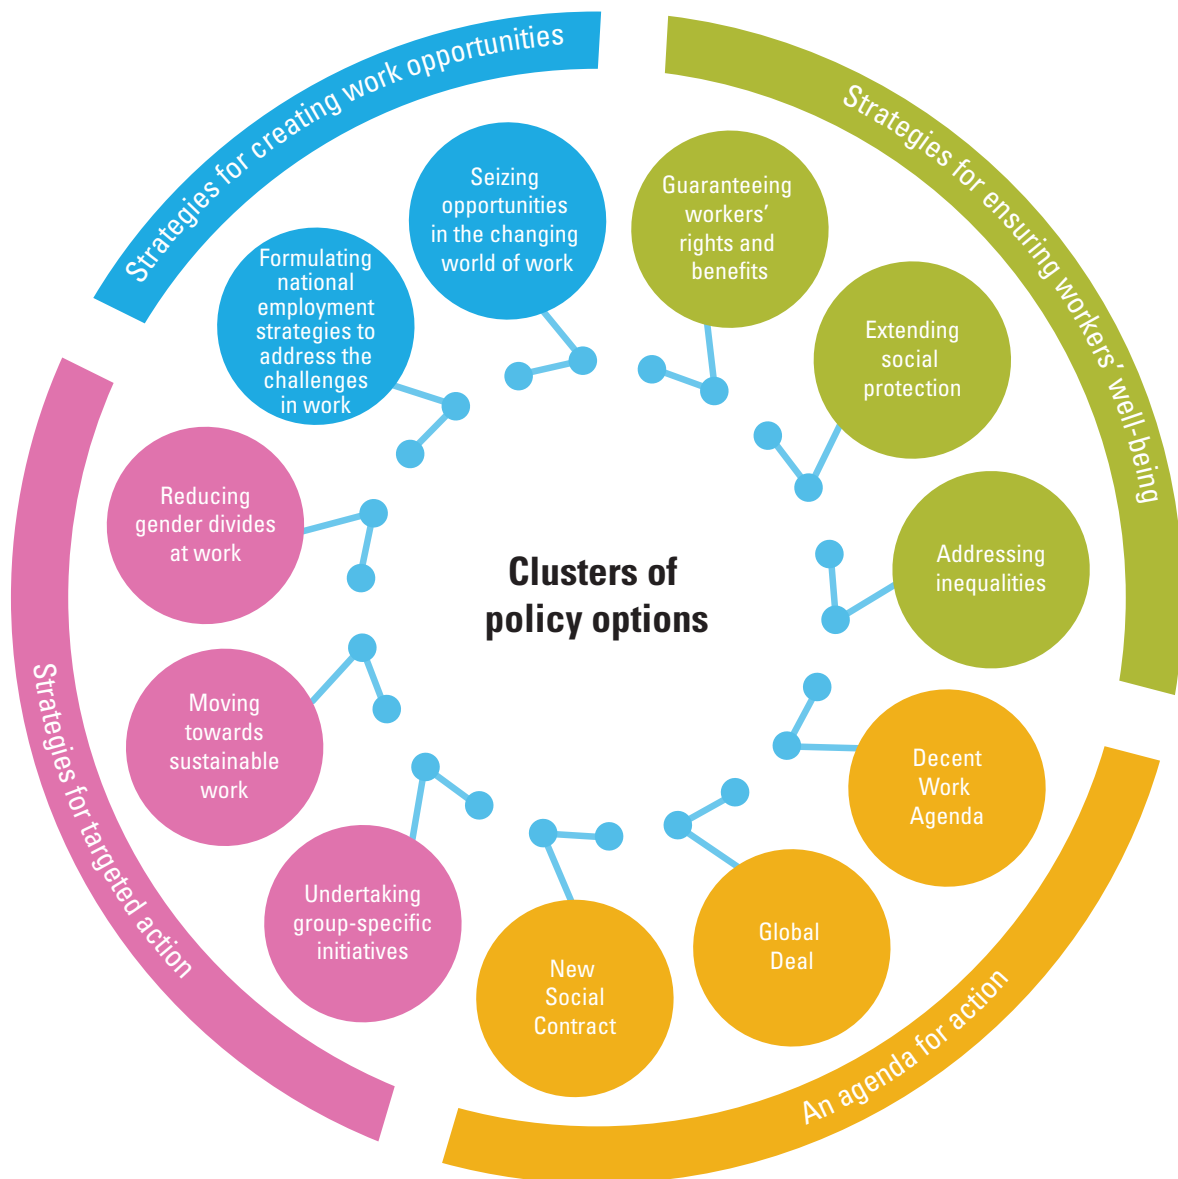 Strategies for creating work opportunities
Seizing
opportunities
in the changing
world of work
Formulating
national
employment
strategies to
address the
challenges
in work
Strategies for ensuring workers’ well-being
Guaranteeing
workers’
rights and
benefits
Extending
social
protection
Addressing
inequalities
Clusters of
policy options
Strategies for targeted action
Reducing
gender divides
at work
Moving
towards
sustainable
work
Undertaking
group-specific
initiatives
An agenda for action
Decent
Work
Agenda
Global
Deal
New
Social
Contract